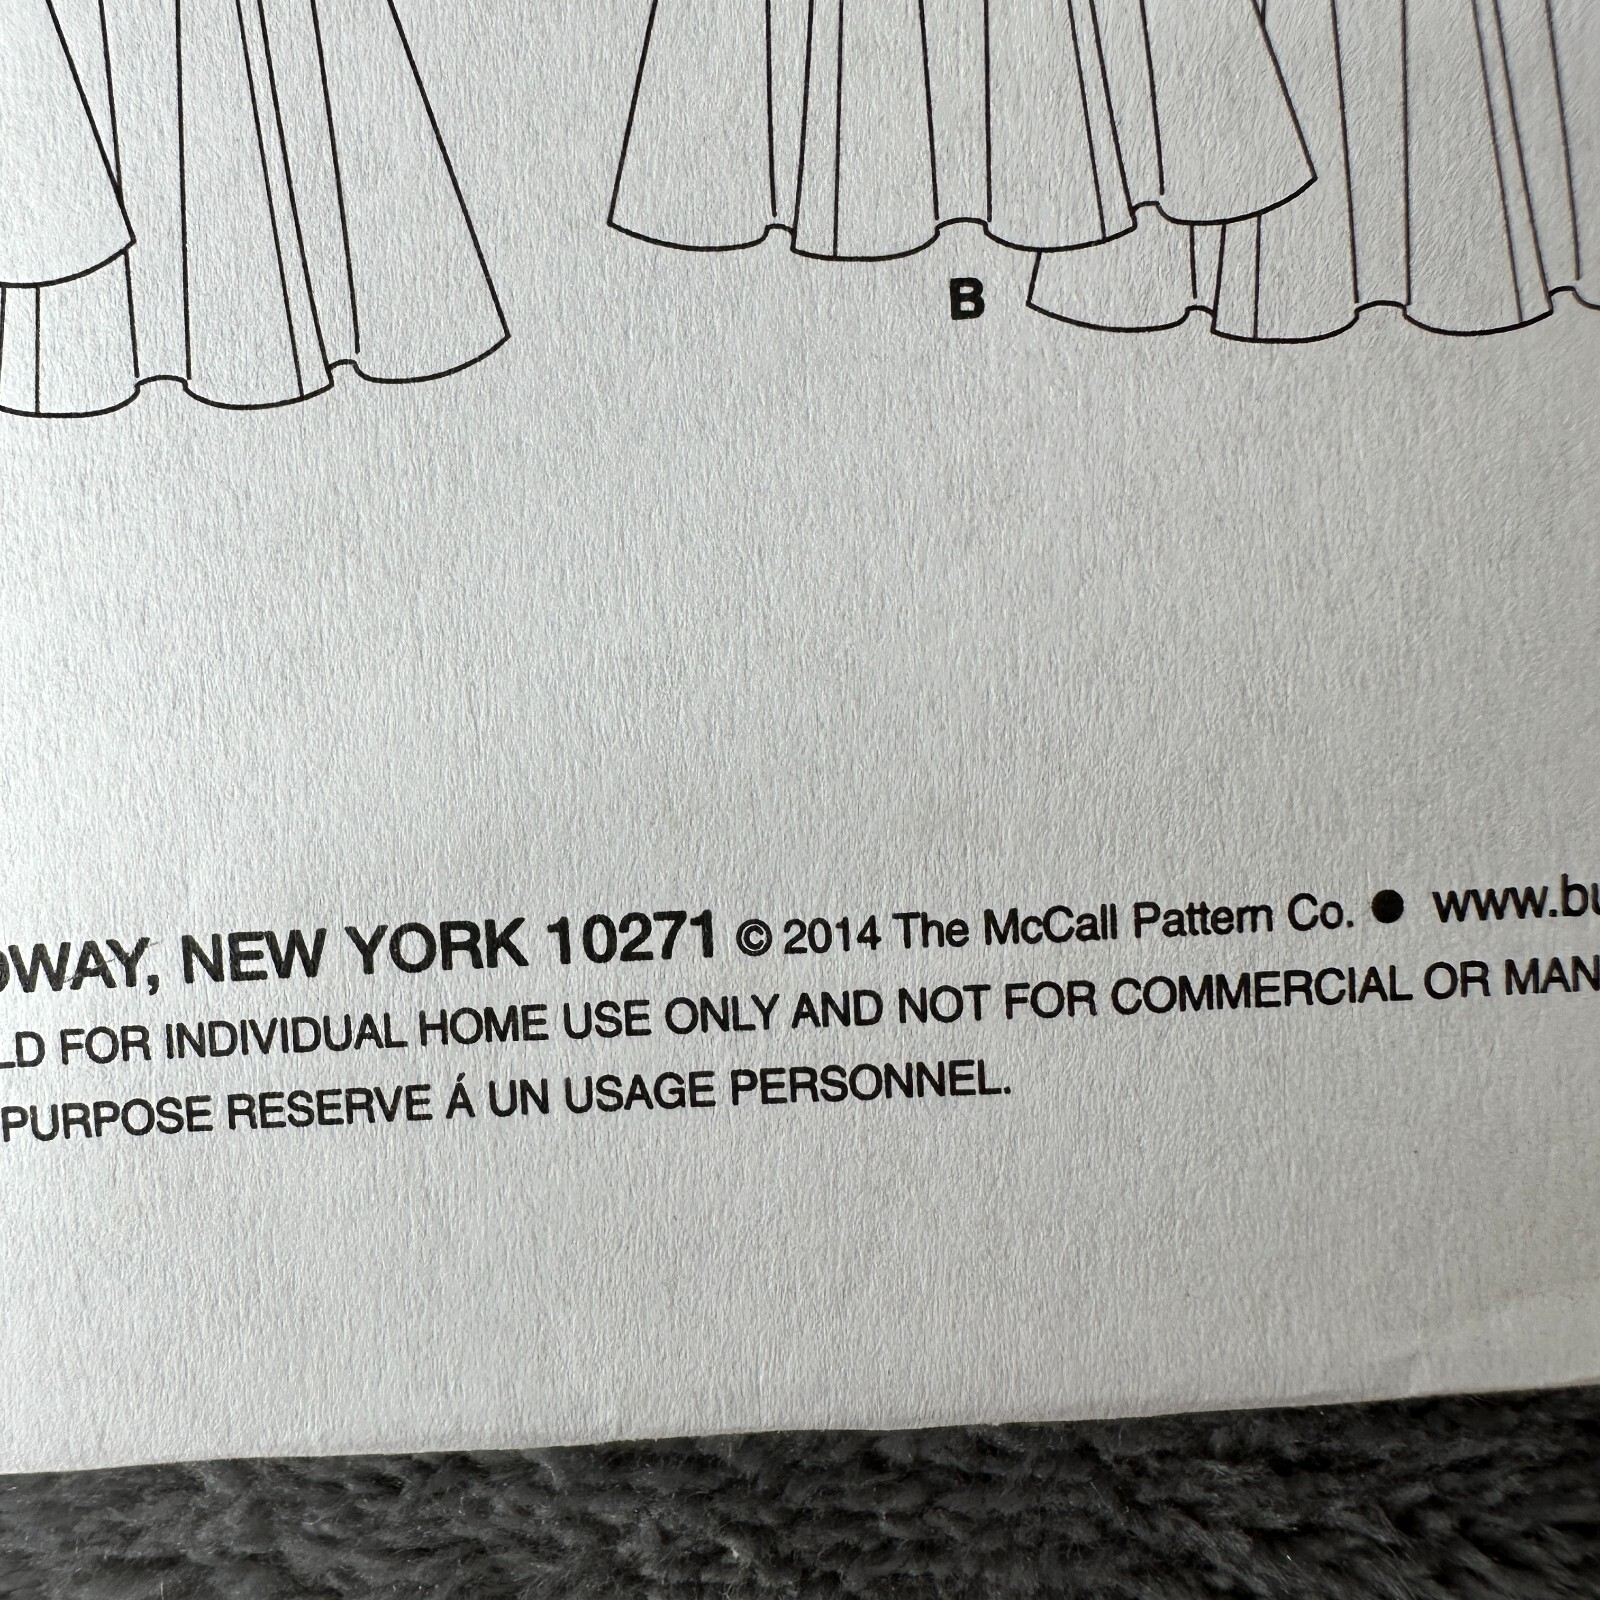 B
DWAY, NEW YORK 10271 © 2014 The McCall Pattern Co. ● www.bu
LD FOR INDIVIDUAL HOME USE ONLY AND NOT FOR COMMERCIAL OR MAN
PURPOSE RESERVE Á UN USAGE PERSONNEL.